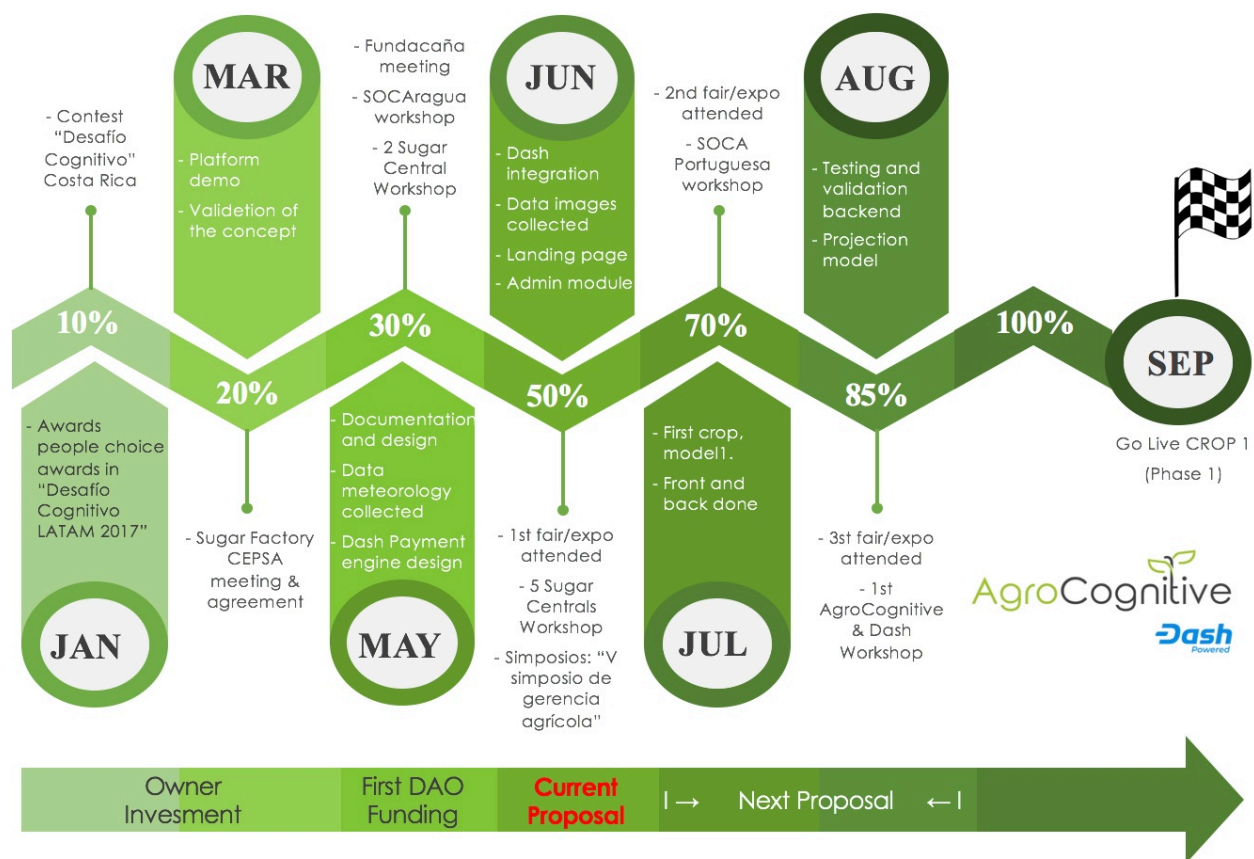 MAR
- Platform
demo
- Validetion of
the concept
- Fundacaña
meeting
- SOCAragua
workshop
- 2 Sugar
Central
Workshop
JUN
- Dash
integration
- Data images
collected
- Landing page
- Admin module
- 2nd fair/expo
attended
- SOCA
Portuguesa
workshop
AUG
- Testing and
validation
backend
- Projection
model
- Contest
“Desafío
Cognitivo”
Costa Rica
10%
20%
30%
50%
70%
85%
100%
SEP
Go Live CROP 1
(Phase 1)
- Awards
people choice
awards in
“Desafío
Cognitivo
LATAM 2017”
JAN
- Sugar Factory
CEPSA
meeting &
agreement
- Documentation
and design
- Data
meteorology
collected
- Dash Payment
engine design
MAY
- 1st fair/expo
attended
- 5 Sugar
Centrals
Workshop
- Simposios: “V
simposio de
gerencia
agrícola”
- First crop,
model1.
- Front and
back done
JUL
- 3st fair/expo
attended
- 1st
AgroCognitive
& Dash
Workshop
AgroCognitive
Dash
Powered
Owner
Invesment
First DAO
Funding
Current
Proposal
I → Next Proposal ← I